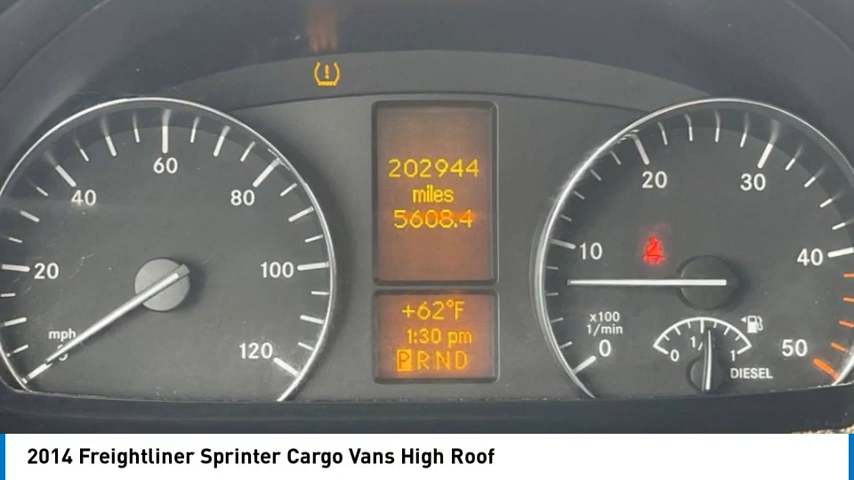 60
40
80
20
100
mph
0
120
202944
miles
5608.4
+62°F
1:30 pm
PRND
20
30
10
40
x100
1/min
0
50
0
1/
1
DIESEL
2014 Freightliner Sprinter Cargo Vans High Roof